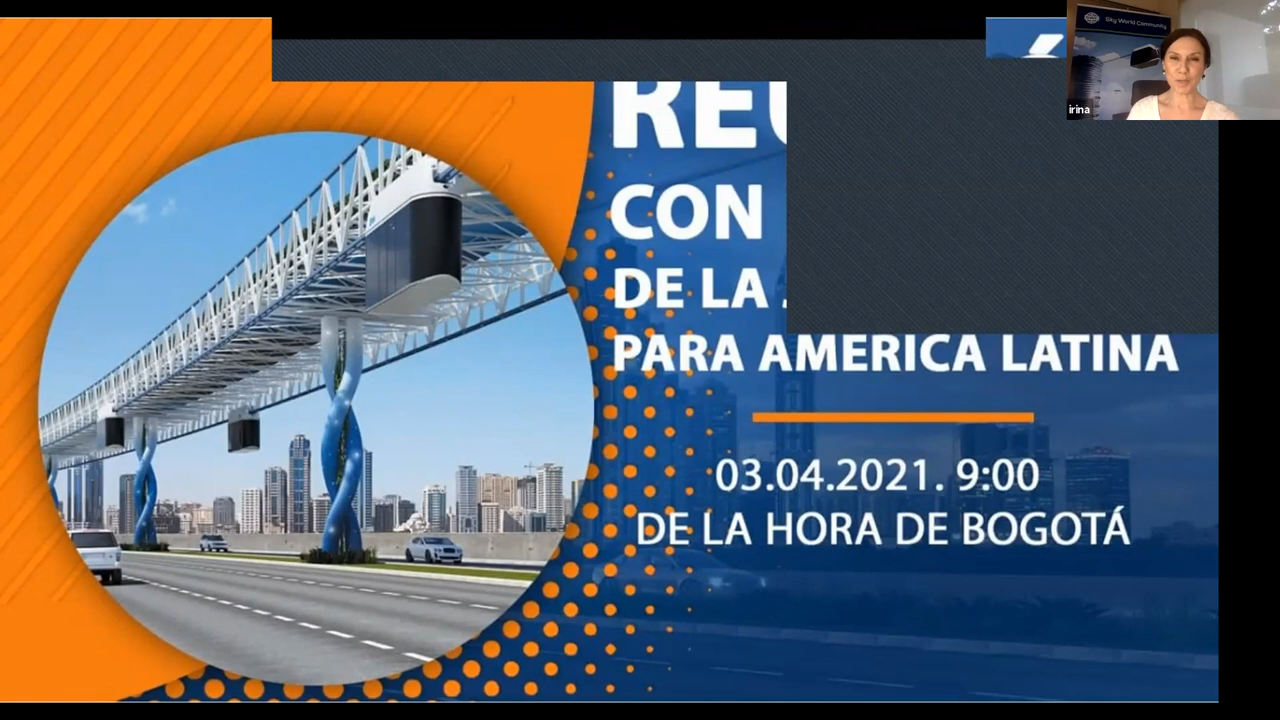 Sky World Community
irina
CON
DE LA
PARA AMERICA LATINA
03.04.2021. 9:00
DE LA HORA DE BOGOTÁ